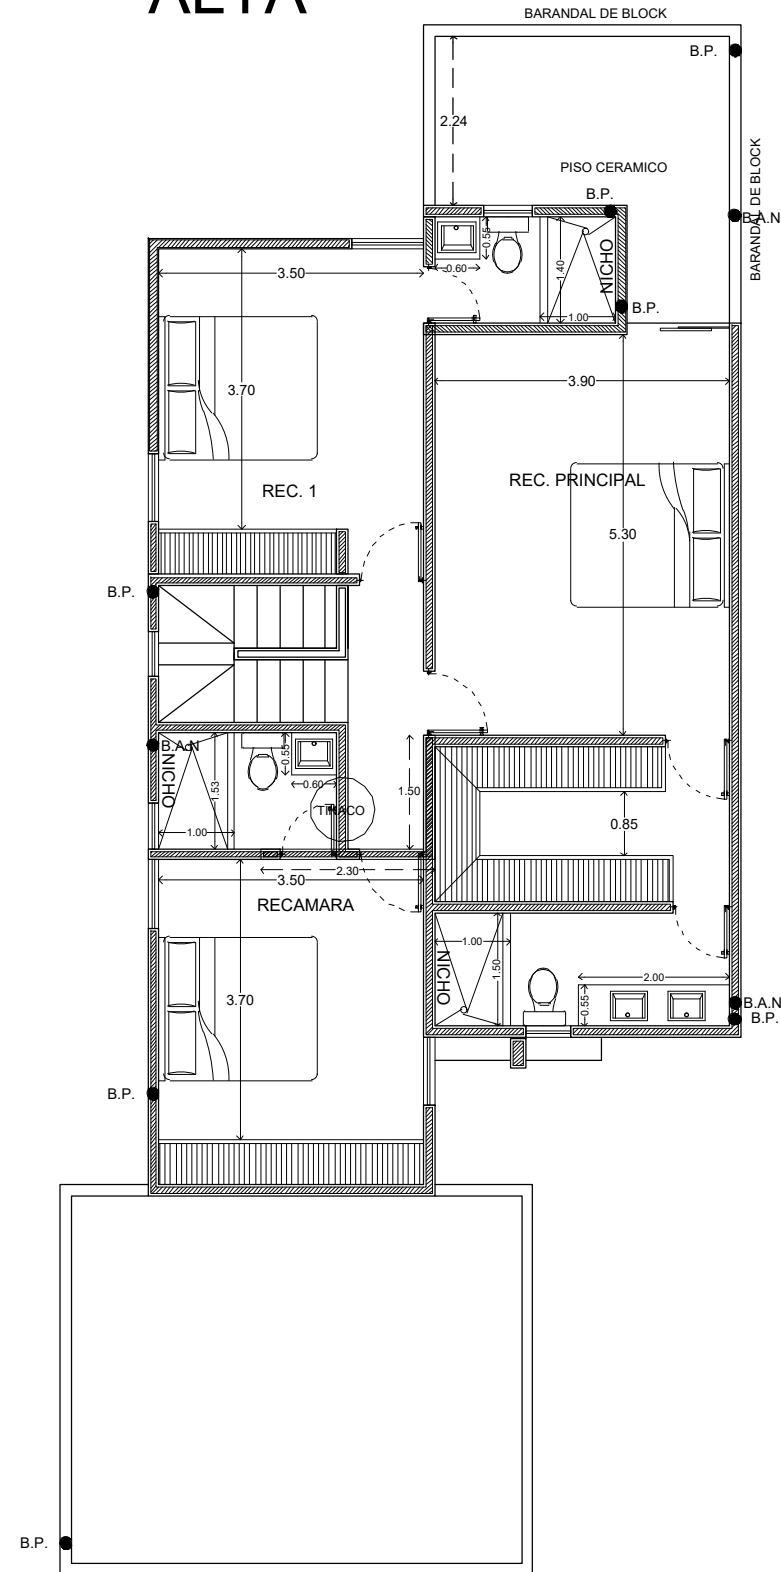 BARANDAL DE BLOCK
B.P.
2.24
BARANDAL DE BLOCK
PISO CERAMICO
B.P.
B.A.N
0.55
NICHO
3.50
0.60
1.40
B.P.
1.00
3.70
3.90
REC. PRINCIPAL
REC. 1
5.30
B.P.
B.A.N
NICHO
0.55
1.53
0.60
1.50
TINACO
1.00
0.85
2.30
3.50
RECAMARA
1.00
NICHO
1.50
2.00
0.55
3.70
B.A.N
B.P.
B.P.
B.P.